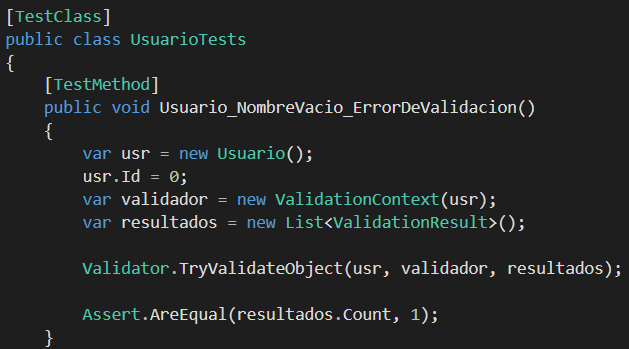 [TestClass]
public class UsuarioTests
{
    [TestMethod]
    public void Usuario_NombreVacio_ErrorDeValidacion()
    {
        var usr = new Usuario();
        usr.Id = 0;
        var validador = new ValidationContext(usr);
        var resultados = new List<ValidationResult>();

        Validator.TryValidateObject(usr, validador, resultados);

        Assert.AreEqual(resultados.Count, 1);
    }